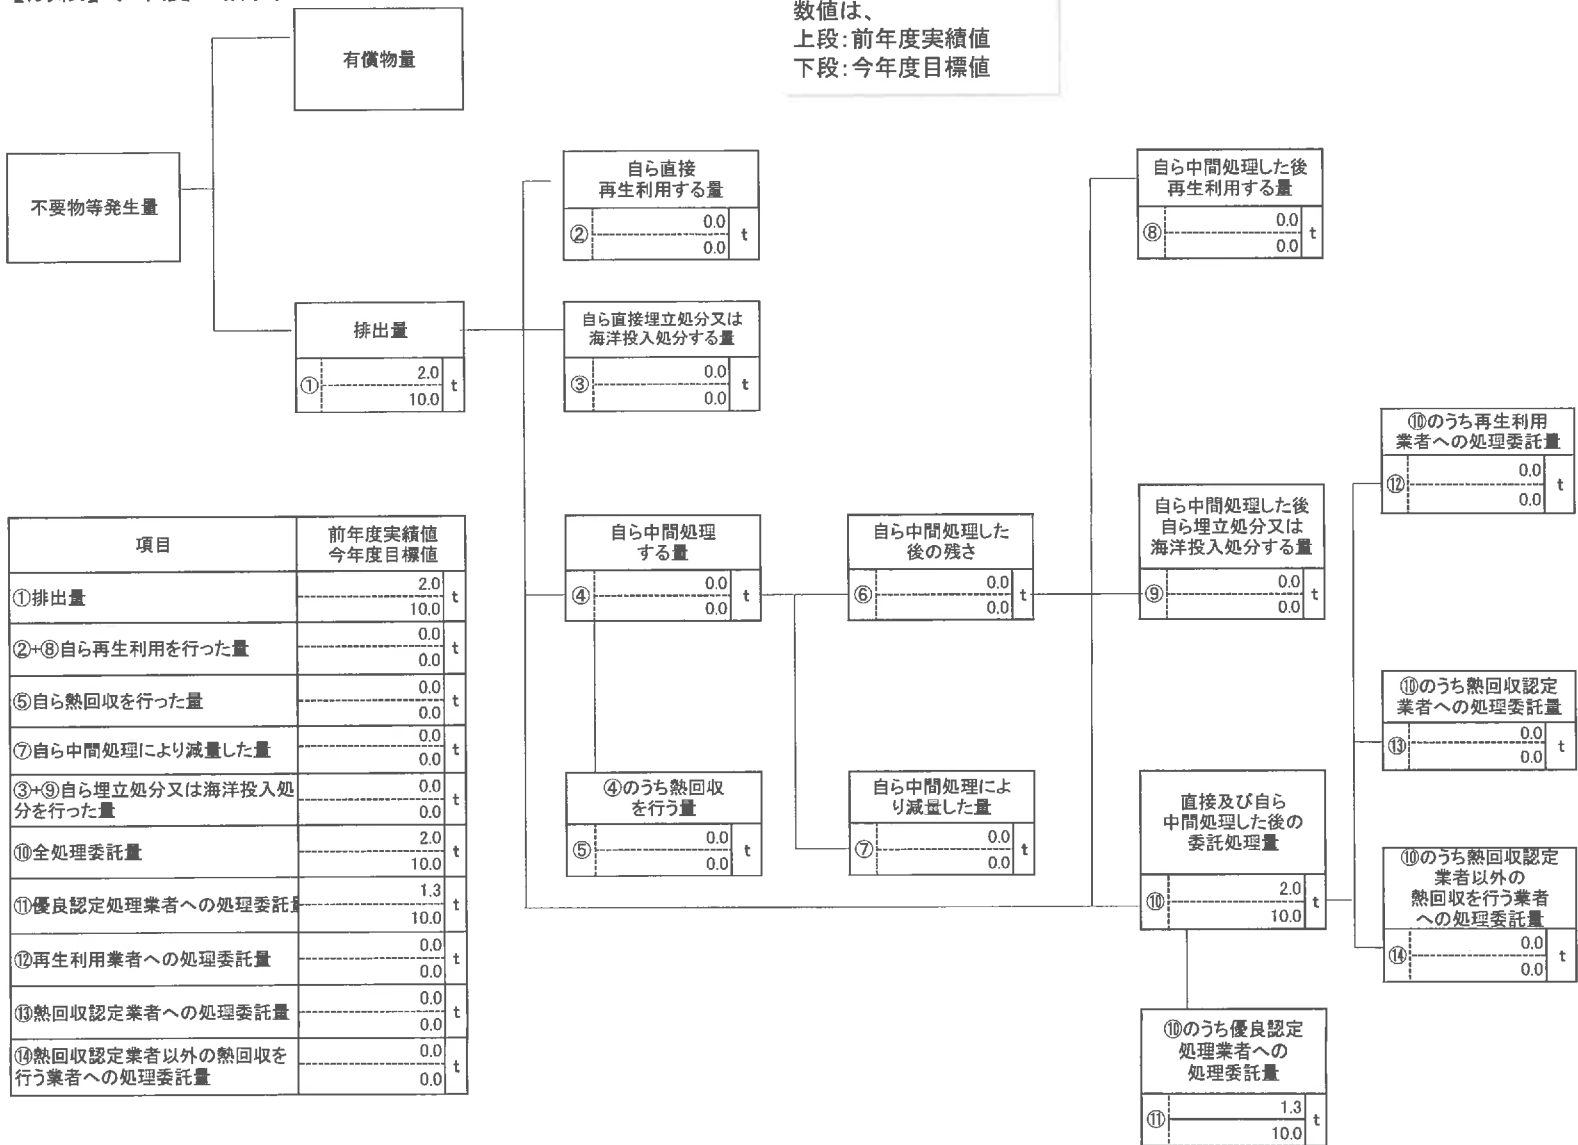 数値は、
上段：前年度実績値
下段：今年度目標値
有償物量
不要物等発生量
排出量
①
2.0
10.0
t
自ら直接
再生利用する量
②
0.0
0.0
t
自ら直接埋立処分又は
海洋投入処分する量
③
0.0
0.0
t
自ら中間処理
する量
④
0.0
0.0
t
④のうち熱回収
を行う量
⑤
0.0
0.0
t
自ら中間処理した
後の残さ
⑥
0.0
0.0
t
自ら中間処理によ
り減量した量
⑦
0.0
0.0
t
自ら中間処理した後
再生利用する量
⑧
0.0
0.0
t
自ら中間処理した後
自ら埋立処分又は
海洋投入処分する量
⑨
0.0
0.0
t
直接及び自ら
中間処理した後の
委託処理量
⑩
2.0
10.0
t
⑩のうち優良認定
処理業者への
処理委託量
⑪
1.3
10.0
t
⑩のうち再生利用
業者への処理委託量
⑫
0.0
0.0
t
⑩のうち熱回収認定
業者への処理委託量
⑬
0.0
0.0
t
⑩のうち熱回収認定
業者以外の
熱回収を行う業者
への処理委託量
⑭
0.0
0.0
t
項目
前年度実績値
今年度目標値
①排出量
2.0
10.0
t
②+⑧自ら再生利用を行った量
0.0
0.0
t
⑤自ら熱回収を行った量
0.0
0.0
t
⑦自ら中間処理により減量した量
0.0
0.0
t
③+⑨自ら埋立処分又は海洋投入処
分を行った量
0.0
0.0
t
⑩全処理委託量
2.0
10.0
t
⑪優良認定処理業者への処理委託
1.3
10.0
t
⑫再生利用業者への処理委託量
0.0
0.0
t
⑬熱回収認定業者への処理委託量
0.0
0.0
t
⑭熱回収認定業者以外の熱回収を
行う業者への処理委託量
0.0
0.0
t